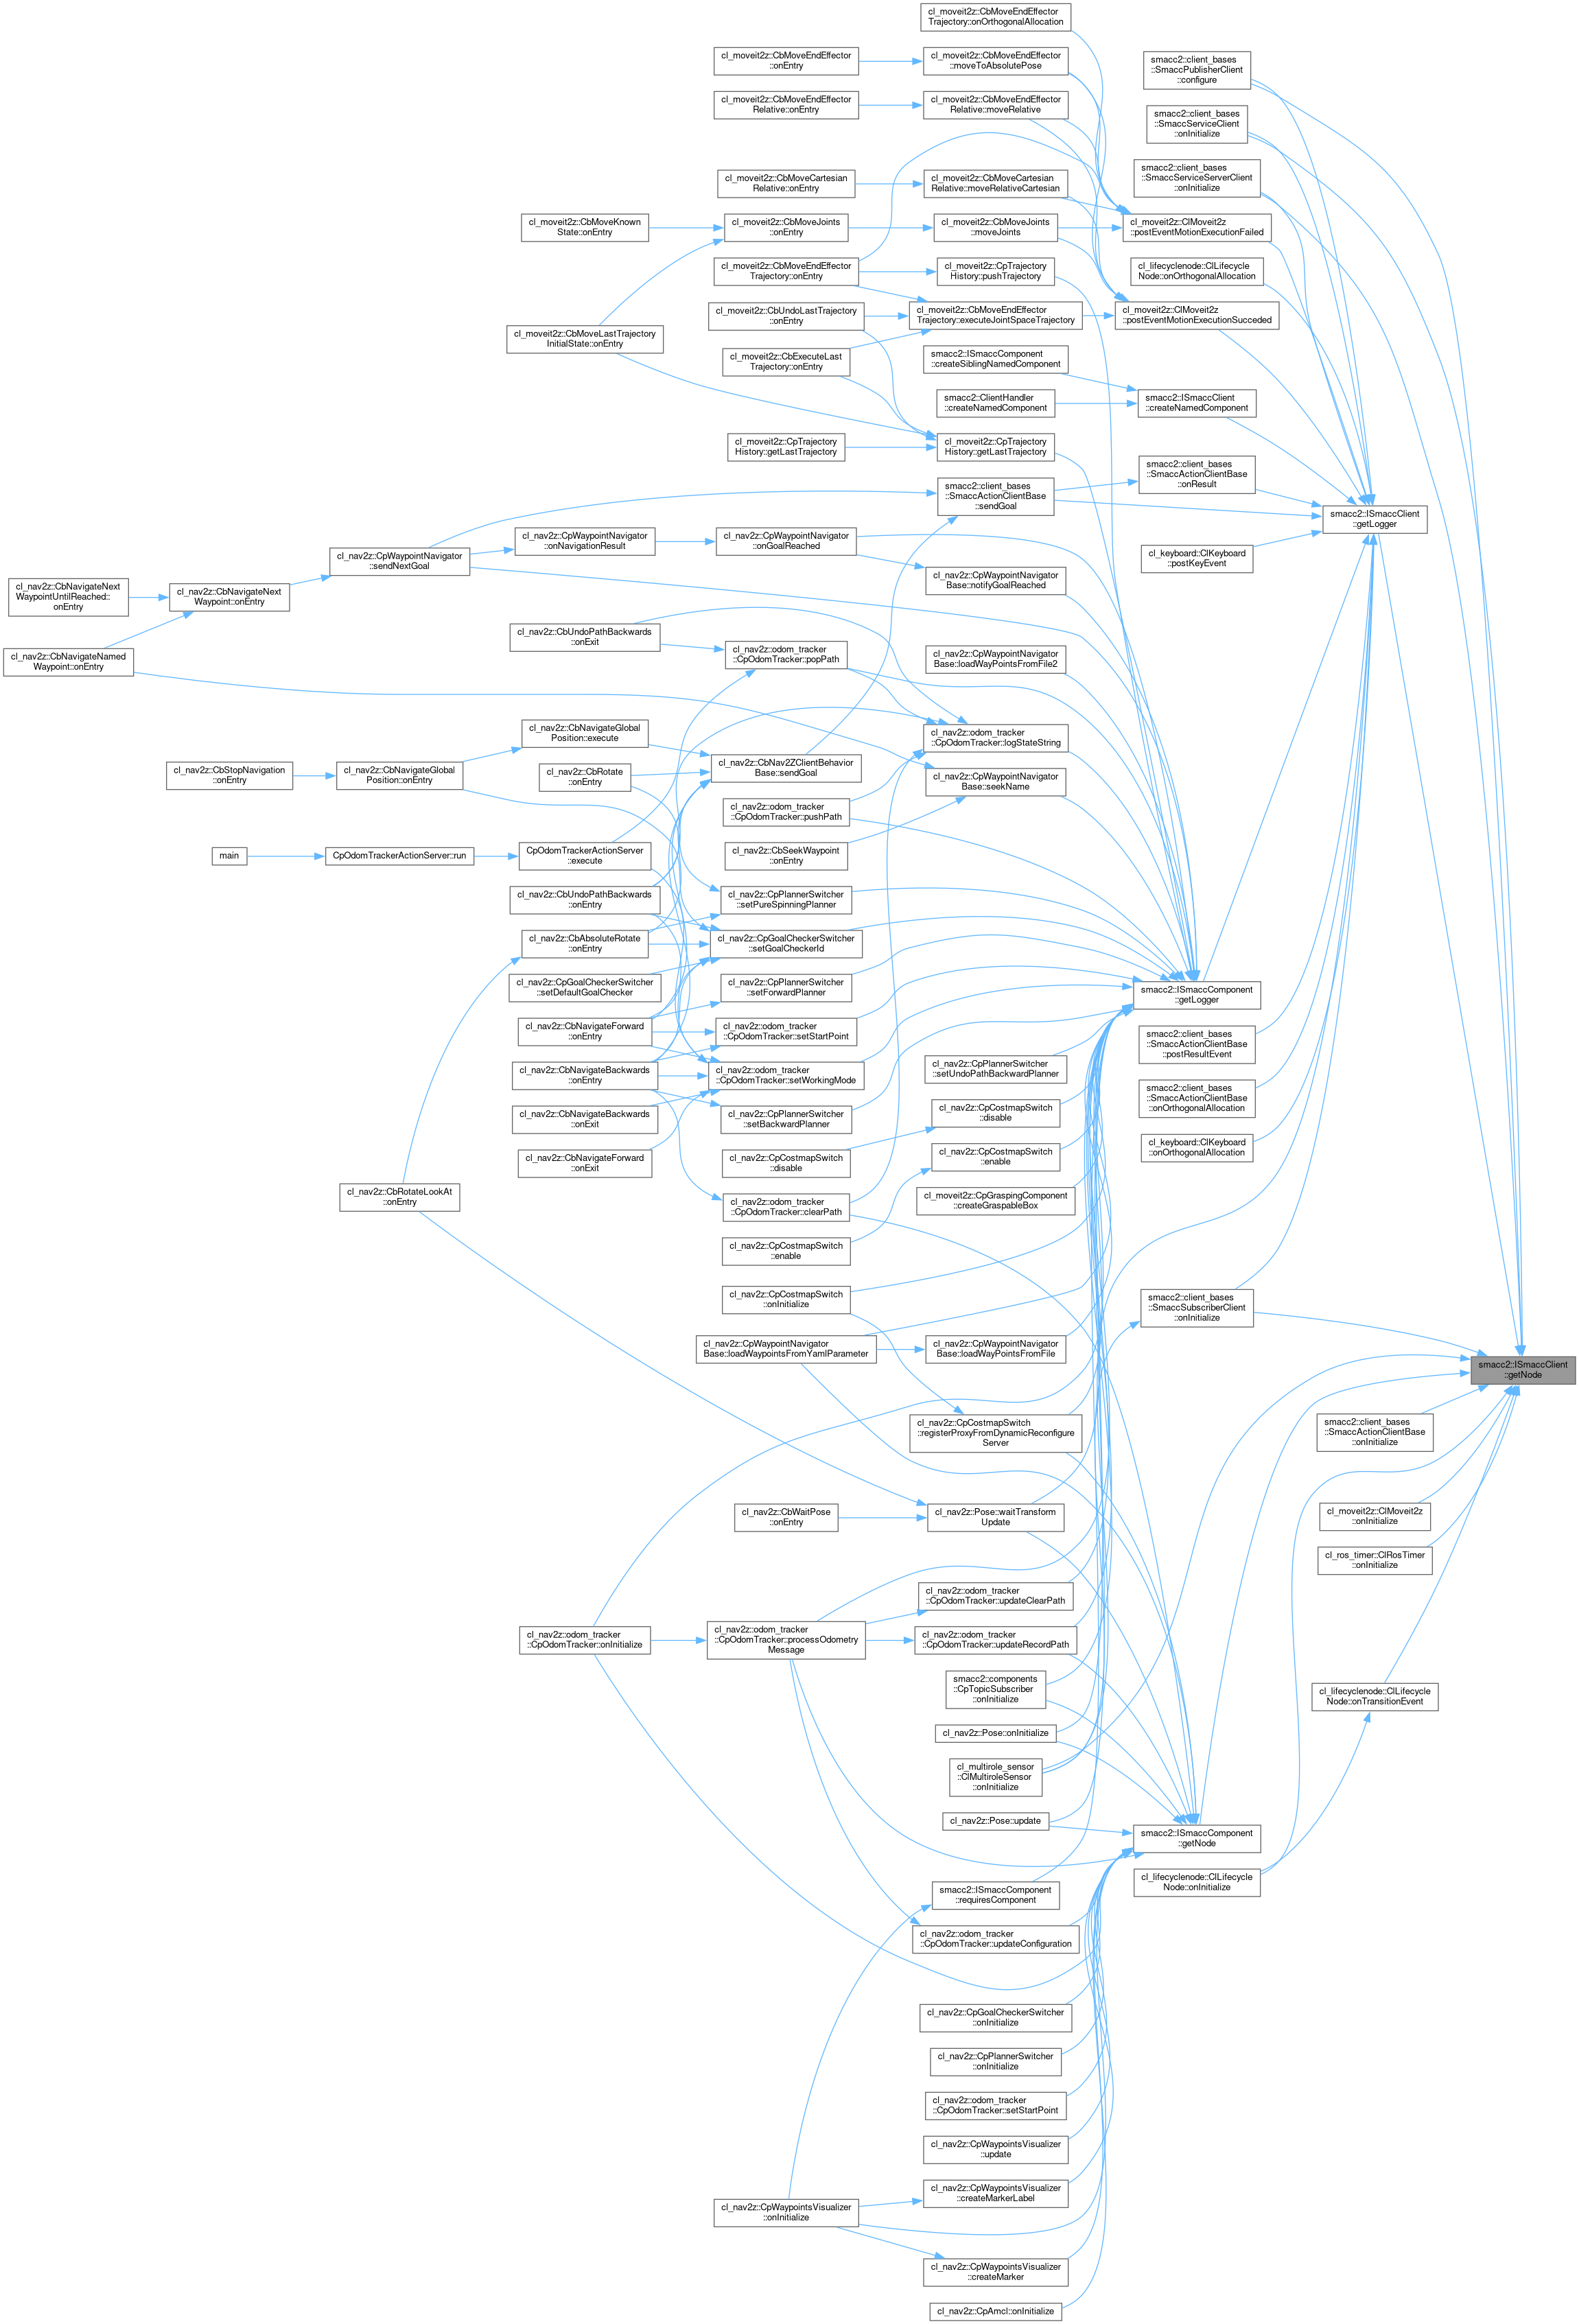 cl_moveit2z::CbMoveEndEffector
Trajectory::onOrthogonalAllocation
cl_moveit2z::CbMoveEndEffector
::onEntry
cl_moveit2z::CbMoveEndEffector
::moveToAbsolutePose
smacc2::client_bases
::SmaccPublisherClient
::configure
cl_moveit2z::CbMoveEndEffector
Relative::onEntry
cl_moveit2z::CbMoveEndEffector
Relative::moveRelative
smacc2::client_bases
::SmaccServiceClient
::onInitialize
cl_moveit2z::CbMoveCartesian
Relative::onEntry
cl_moveit2z::CbMoveCartesian
Relative::moveRelativeCartesian
smacc2::client_bases
::SmaccServiceServerClient
::onInitialize
cl_moveit2z::CbMoveKnown
State::onEntry
cl_moveit2z::CbMoveJoints
::onEntry
cl_moveit2z::CbMoveJoints
::moveJoints
cl_moveit2z::ClMoveit2z
::postEventMotionExecutionFailed
cl_moveit2z::CbMoveEndEffector
Trajectory::onEntry
cl_moveit2z::CpTrajectory
History::pushTrajectory
cl_lifecyclenode::ClLifecycle
Node::onOrthogonalAllocation
cl_moveit2z::CbUndoLastTrajectory
::onEntry
cl_moveit2z::CbMoveEndEffector
Trajectory::executeJointSpaceTrajectory
cl_moveit2z::ClMoveit2z
::postEventMotionExecutionSucceded
cl_moveit2z::CbMoveLastTrajectory
InitialState::onEntry
cl_moveit2z::CbExecuteLast
Trajectory::onEntry
smacc2::ISmaccComponent
::createSiblingNamedComponent
smacc2::ClientHandler
::createNamedComponent
smacc2::ISmaccClient
::createNamedComponent
cl_moveit2z::CpTrajectory
History::getLastTrajectory
cl_moveit2z::CpTrajectory
History::getLastTrajectory
smacc2::client_bases
::SmaccActionClientBase
::onResult
smacc2::client_bases
::SmaccActionClientBase
::sendGoal
smacc2::ISmaccClient
::getLogger
cl_nav2z::CpWaypointNavigator
::sendNextGoal
cl_nav2z::CpWaypointNavigator
::onNavigationResult
cl_nav2z::CpWaypointNavigator
::onGoalReached
cl_keyboard::ClKeyboard
::postKeyEvent
cl_nav2z::CbNavigateNext
WaypointUntilReached::
onEntry
cl_nav2z::CbNavigateNext
Waypoint::onEntry
cl_nav2z::CpWaypointNavigator
Base::notifyGoalReached
cl_nav2z::CbNavigateNamed
Waypoint::onEntry
cl_nav2z::CbUndoPathBackwards
::onExit
cl_nav2z::odom_tracker
::CpOdomTracker::popPath
cl_nav2z::CpWaypointNavigator
Base::loadWayPointsFromFile2
cl_nav2z::CbNavigateGlobal
Position::execute
cl_nav2z::odom_tracker
::CpOdomTracker::logStateString
cl_nav2z::CbStopNavigation
::onEntry
cl_nav2z::CbNavigateGlobal
Position::onEntry
cl_nav2z::CbRotate
::onEntry
cl_nav2z::CbNav2ZClientBehavior
Base::sendGoal
cl_nav2z::CpWaypointNavigator
Base::seekName
cl_nav2z::odom_tracker
::CpOdomTracker::pushPath
main
CpOdomTrackerActionServer::run
CpOdomTrackerActionServer
::execute
cl_nav2z::CbSeekWaypoint
::onEntry
cl_nav2z::CbUndoPathBackwards
::onEntry
cl_nav2z::CpPlannerSwitcher
::setPureSpinningPlanner
cl_nav2z::CbAbsoluteRotate
::onEntry
cl_nav2z::CpGoalCheckerSwitcher
::setGoalCheckerId
cl_nav2z::CpGoalCheckerSwitcher
::setDefaultGoalChecker
cl_nav2z::CpPlannerSwitcher
::setForwardPlanner
smacc2::ISmaccComponent
::getLogger
cl_nav2z::CbNavigateForward
::onEntry
cl_nav2z::odom_tracker
::CpOdomTracker::setStartPoint
smacc2::client_bases
::SmaccActionClientBase
::postResultEvent
cl_nav2z::CbNavigateBackwards
::onEntry
cl_nav2z::odom_tracker
::CpOdomTracker::setWorkingMode
cl_nav2z::CpPlannerSwitcher
::setUndoPathBackwardPlanner
smacc2::client_bases
::SmaccActionClientBase
::onOrthogonalAllocation
cl_nav2z::CbNavigateBackwards
::onExit
cl_nav2z::CpPlannerSwitcher
::setBackwardPlanner
cl_nav2z::CpCostmapSwitch
::disable
cl_keyboard::ClKeyboard
::onOrthogonalAllocation
cl_nav2z::CbNavigateForward
::onExit
cl_nav2z::CpCostmapSwitch
::disable
cl_nav2z::CpCostmapSwitch
::enable
cl_nav2z::CbRotateLookAt
::onEntry
cl_nav2z::odom_tracker
::CpOdomTracker::clearPath
cl_moveit2z::CpGraspingComponent
::createGraspableBox
cl_nav2z::CpCostmapSwitch
::enable
cl_nav2z::CpCostmapSwitch
::onInitialize
smacc2::client_bases
::SmaccSubscriberClient
::onInitialize
cl_nav2z::CpWaypointNavigator
Base::loadWaypointsFromYamlParameter
cl_nav2z::CpWaypointNavigator
Base::loadWayPointsFromFile
smacc2::ISmaccClient
::getNode
cl_nav2z::CpCostmapSwitch
::registerProxyFromDynamicReconfigure
Server
smacc2::client_bases
::SmaccActionClientBase
::onInitialize
cl_nav2z::CbWaitPose
::onEntry
cl_nav2z::Pose::waitTransform
Update
cl_moveit2z::ClMoveit2z
::onInitialize
cl_ros_timer::ClRosTimer
::onInitialize
cl_nav2z::odom_tracker
::CpOdomTracker::updateClearPath
cl_nav2z::odom_tracker
::CpOdomTracker::onInitialize
cl_nav2z::odom_tracker
::CpOdomTracker::processOdometry
Message
cl_nav2z::odom_tracker
::CpOdomTracker::updateRecordPath
smacc2::components
::CpTopicSubscriber
::onInitialize
cl_lifecyclenode::ClLifecycle
Node::onTransitionEvent
cl_nav2z::Pose::onInitialize
cl_multirole_sensor
::ClMultiroleSensor
::onInitialize
cl_nav2z::Pose::update
smacc2::ISmaccComponent
::getNode
cl_lifecyclenode::ClLifecycle
Node::onInitialize
smacc2::ISmaccComponent
::requiresComponent
cl_nav2z::odom_tracker
::CpOdomTracker::updateConfiguration
cl_nav2z::CpGoalCheckerSwitcher
::onInitialize
cl_nav2z::CpPlannerSwitcher
::onInitialize
cl_nav2z::odom_tracker
::CpOdomTracker::setStartPoint
cl_nav2z::CpWaypointsVisualizer
::update
cl_nav2z::CpWaypointsVisualizer
::createMarkerLabel
cl_nav2z::CpWaypointsVisualizer
::onInitialize
cl_nav2z::CpWaypointsVisualizer
::createMarker
cl_nav2z::CpAmcl::onInitialize